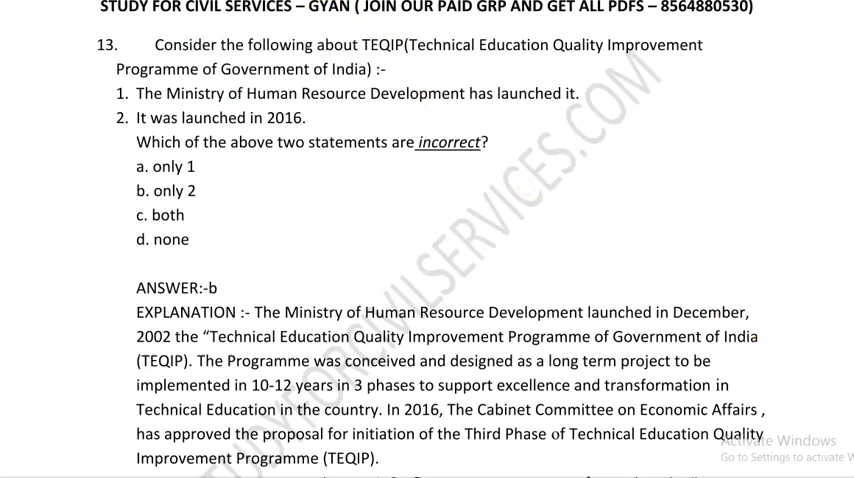 STUDY FOR CIVIL SERVICES – GYAN ( JOIN OUR PAID GRP AND GET ALL PDFS – 8564880530)
13. Consider the following about TEQIP(Technical Education Quality Improvement
Programme of Government of India) :-
1. The Ministry of Human Resource Development has launched it.
2. It was launched in 2016.
Which of the above two statements are incorrect?
a. only 1
b. only 2
c. both
d. none
ANSWER:-b
EXPLANATION :- The Ministry of Human Resource Development launched in December,
2002 the “Technical Education Quality Improvement Programme of Government of India
(TEQIP). The Programme was conceived and designed as a long term project to be
implemented in 10-12 years in 3 phases to support excellence and transformation in
Technical Education in the country. In 2016, The Cabinet Committee on Economic Affairs ,
has approved the proposal for initiation of the Third Phase of Technical Education Quality
Improvement Programme (TEQIP).
STUDYFORCIVILSERVICES.COM
Activate Windows
Go to Settings to activate W